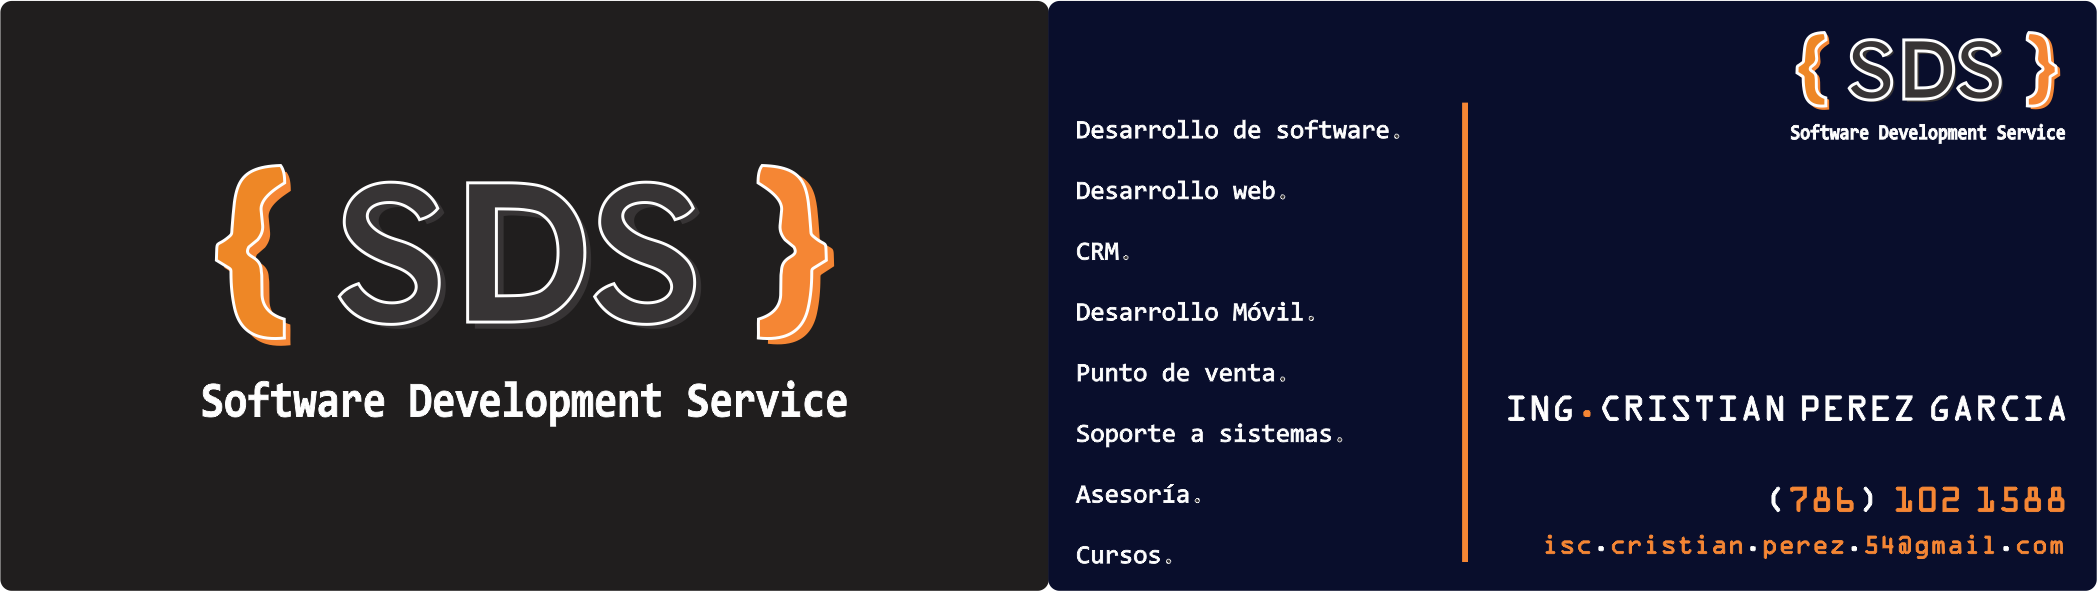 { SDS }
Software Development Service
Desarrollo de software.
Desarrollo web.
CRM.
Desarrollo Móvil.
Punto de venta.
Soporte a sistemas.
Asesoría.
Cursos.
{ SDS }
Software Development Service
ING.CRISTIAN PEREZ GARCIA
(786) 102 1588
isc.cristian.perez.54@gmail.com